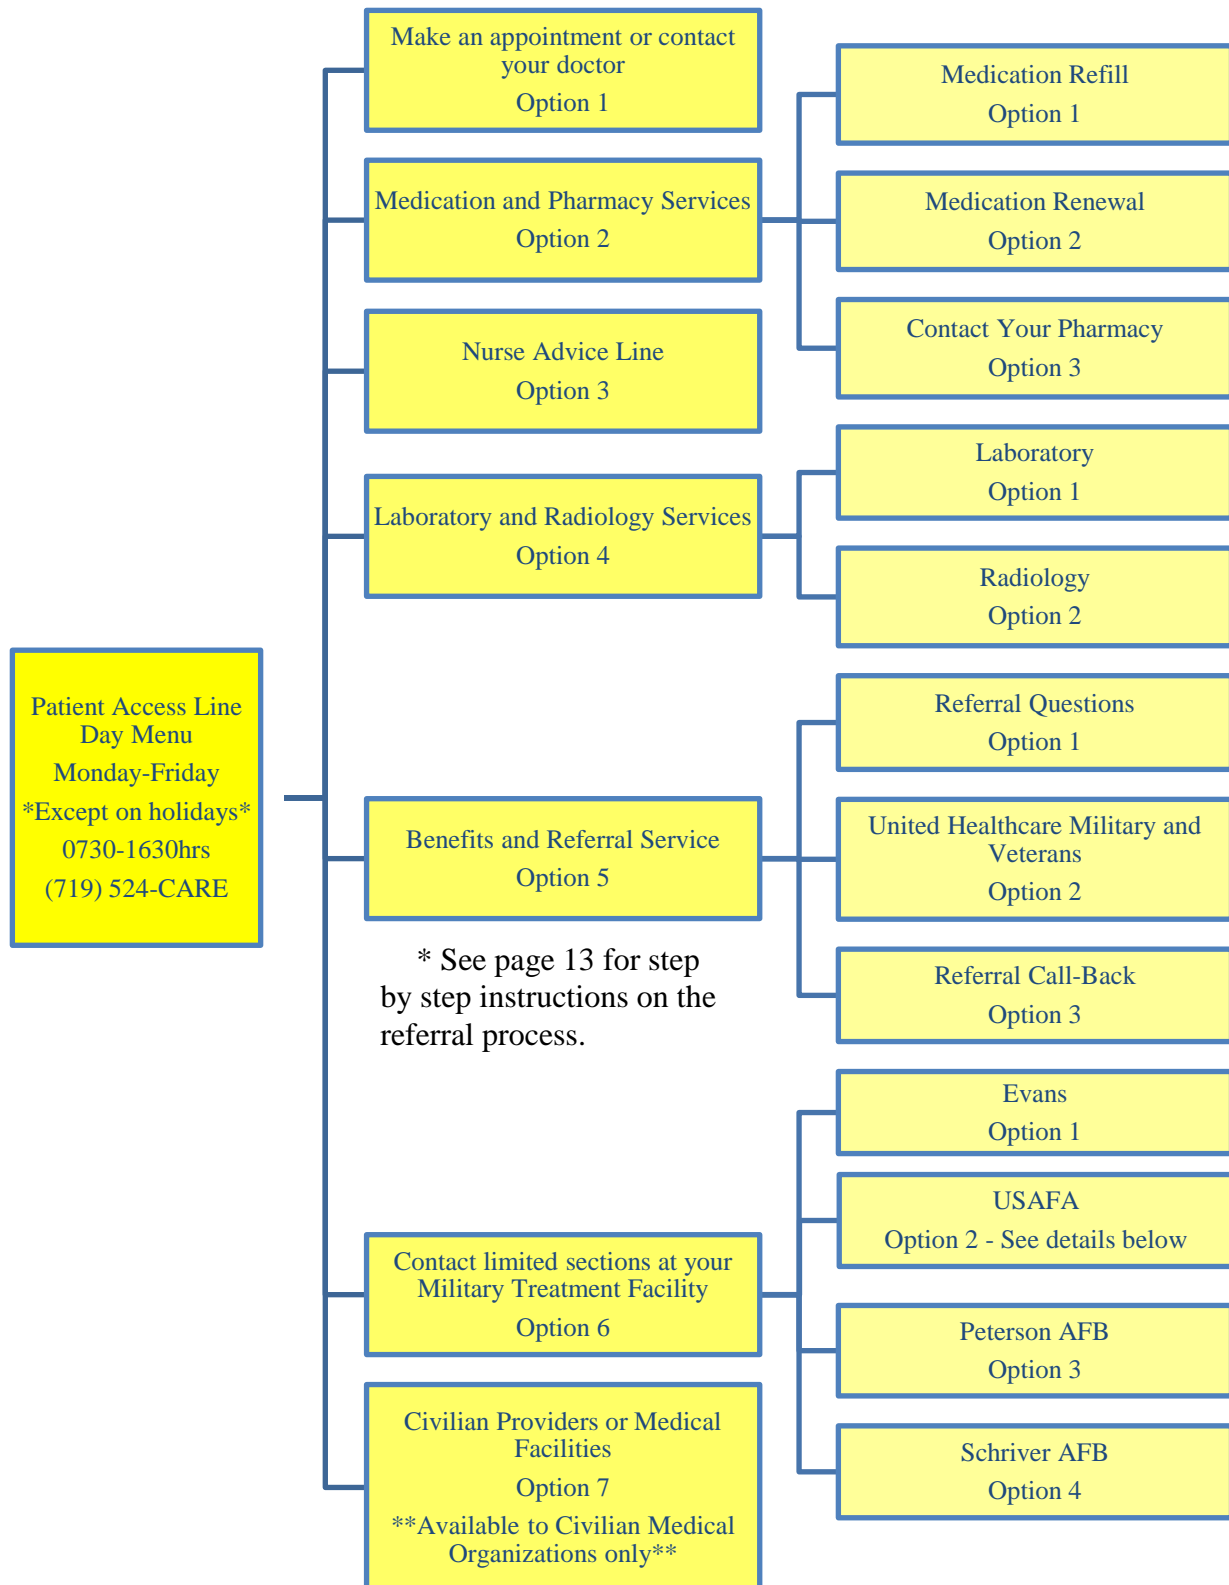 Patient Access Line
Day Menu
Monday-Friday
*Except on holidays*
0730-1630hrs
(719) 524-CARE
Make an appointment or contact
your doctor
Option 1
Medication and Pharmacy Services
Option 2
Medication Refill
Option 1
Medication Renewal
Option 2
Contact Your Pharmacy
Option 3
Nurse Advice Line
Option 3
Laboratory and Radiology Services
Option 4
Laboratory
Option 1
Radiology
Option 2
Benefits and Referral Service
Option 5
* See page 13 for step
by step instructions on the
referral process.
Referral Questions
Option 1
United Healthcare Military and
Veterans
Option 2
Referral Call-Back
Option 3
Contact limited sections at your
Military Treatment Facility
Option 6
Evans
Option 1
USAFA
Option 2 - See details below
Peterson AFB
Option 3
Schriver AFB
Option 4
Civilian Providers or Medical
Facilities
Option 7
**Available to Civilian Medical
Organizations only**